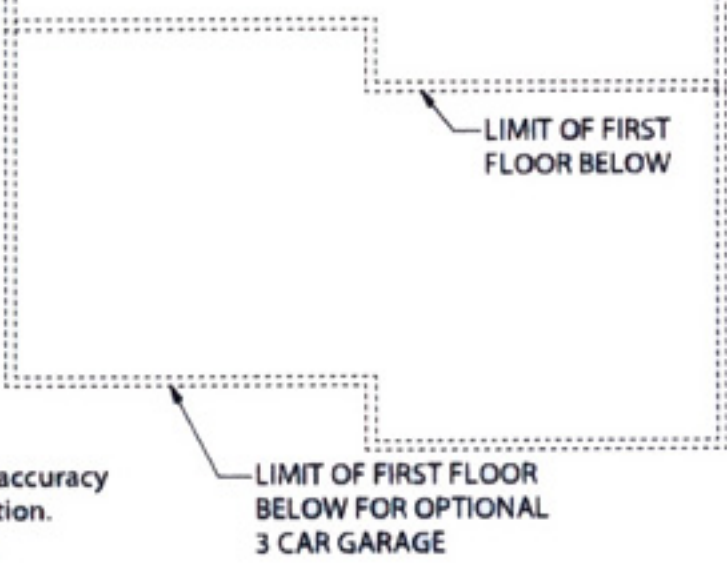 LIMIT OF FIRST
FLOOR BELOW
accuracy
tion.
LIMIT OF FIRST FLOOR
BELOW FOR OPTIONAL
3 CAR GARAGE